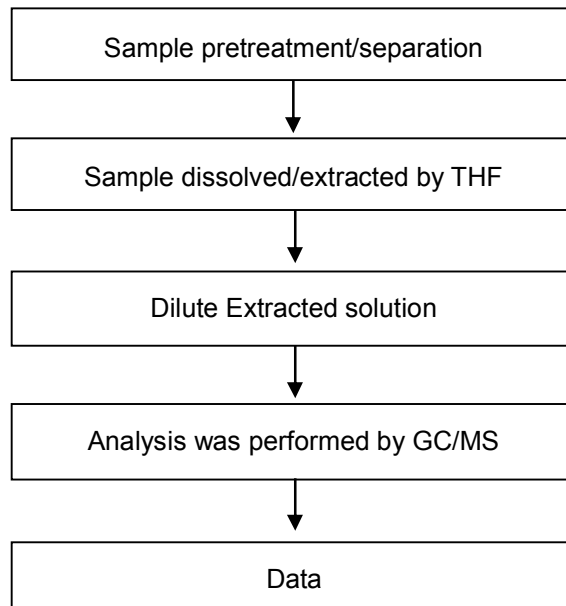 Sample pretreatment/separation
Sample dissolved/extracted by THF
Dilute Extracted solution
Analysis was performed by GC/MS
Data